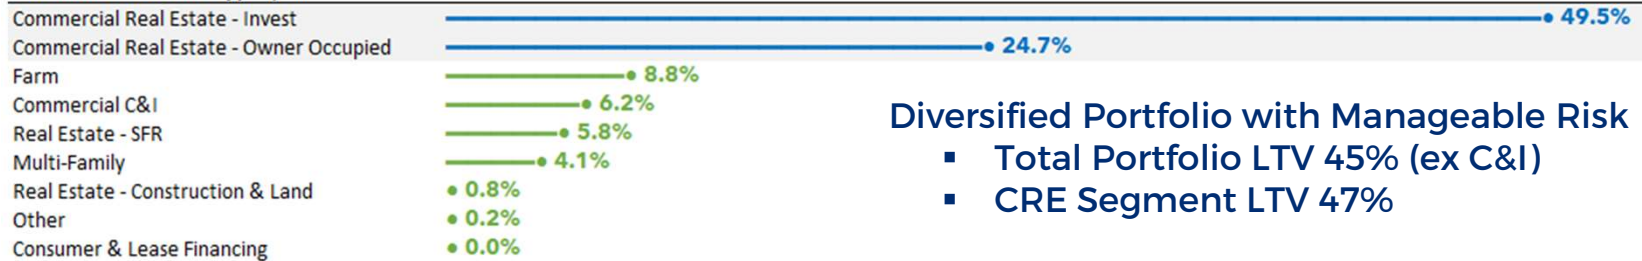 Commercial Real Estate - Invest 49.5%
Commercial Real Estate - Owner Occupied 24.7%
Farm 8.8%
Commercial C&I 6.2%
Real Estate - SFR 5.8%
Multi-Family 4.1%
Real Estate - Construction & Land 0.8%
Other 0.2%
Consumer & Lease Financing 0.0%
Diversified Portfolio with Manageable Risk
▪ Total Portfolio LTV 45% (ex C&I)
▪ CRE Segment LTV 47%